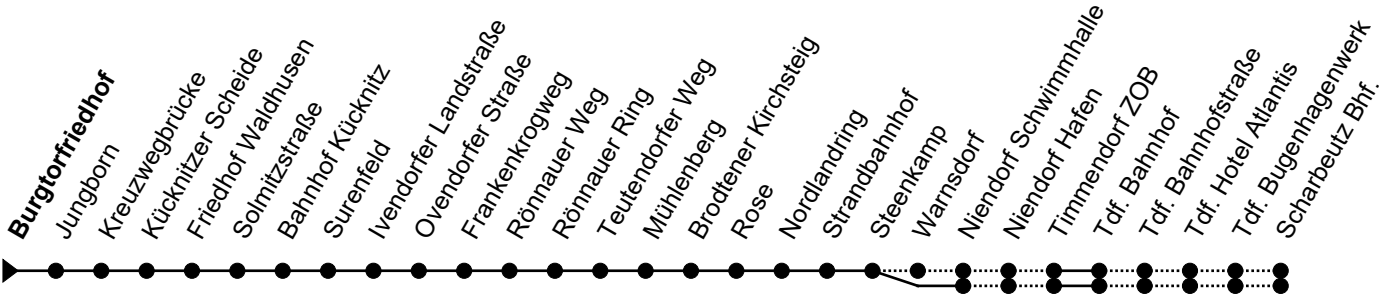 Burgtorfriedhof
Jungborn
Kreuzwegbrücke
Kücknitzer Scheide
Friedhof Waldhusen
Solmitzstraße
Bahnhof Kücknitz
Surenfeld
Ivendorfer Landstraße
Ovendorfer Straße
Frankenkrogweg
Rönnauer Weg
Rönnauer Ring
Teutendorfer Weg
Mühlenberg
Brodtener Kirchsteig
Rose
Nordlandring
Strandbahnhof
Steenkamp
Warnsdorf
Niendorf Schwimmhalle
Niendorf Hafen
Timmendorf ZOB
Tdf. Bahnhof
Tdf. Bahnhofstraße
Tdf. Hotel Atlantis
Tdf. Bugenhagenwerk
Scharbeutz Bhf.